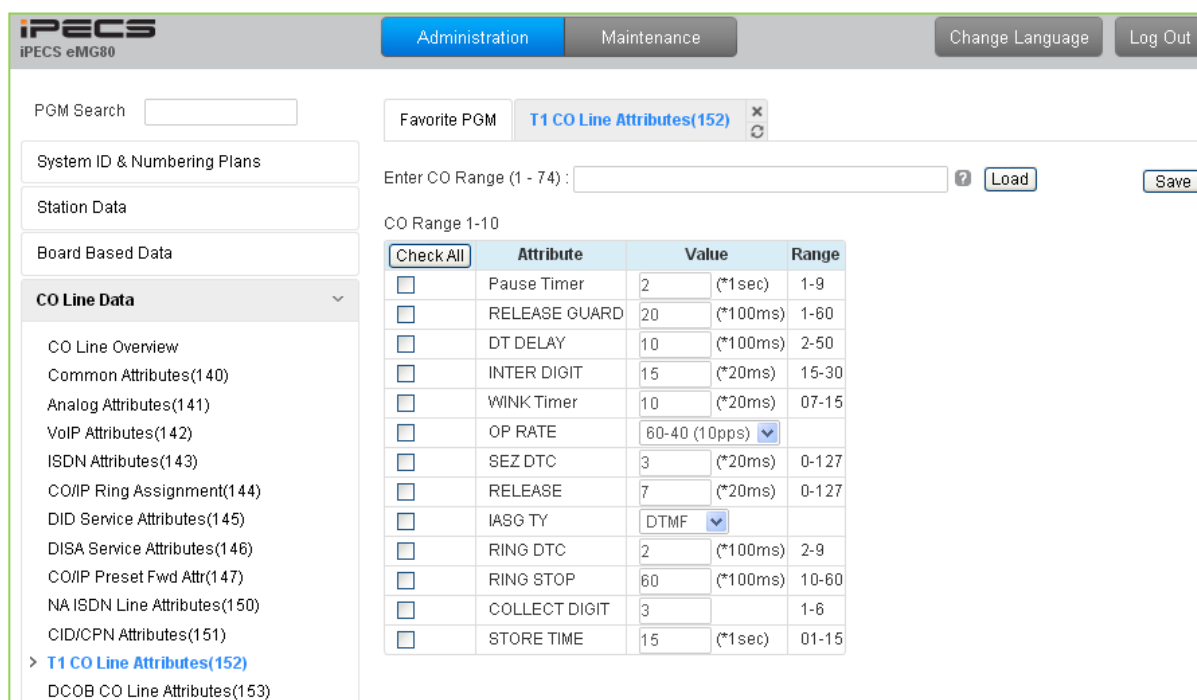 iPECS
iPECS eMG80
Administration
Maintenance
Change Language
Log Out
PGM Search
System ID & Numbering Plans
Station Data
Board Based Data
CO Line Data
CO Line Overview
Common Attributes(140)
Analog Attributes(141)
VoIP Attributes(142)
ISDN Attributes(143)
CO/IP Ring Assignment(144)
DID Service Attributes(145)
DISA Service Attributes(146)
CO/IP Preset Fwd Attr(147)
NA ISDN Line Attributes(150)
CID/CPN Attributes(151)
> T1 CO Line Attributes(152)
DCOB CO Line Attributes(153)
Favorite PGM
T1 CO Line Attributes(152)
Enter CO Range (1 - 74) : ? Load Save
CO Range 1-10
Check All Attribute Value Range
Pause Timer 2 (*1sec) 1-9
RELEASE GUARD 20 (*100ms) 1-60
DT DELAY 10 (*100ms) 2-50
INTER DIGIT 15 (*20ms) 15-30
WINK Timer 10 (*20ms) 07-15
OP RATE 60-40 (10pps)
SEZ DTC 3 (*20ms) 0-127
RELEASE 7 (*20ms) 0-127
IASG TY DTMF
RING DTC 2 (*100ms) 2-9
RING STOP 60 (*100ms) 10-60
COLLECT DIGIT 3 1-6
STORE TIME 15 (*1sec) 01-15